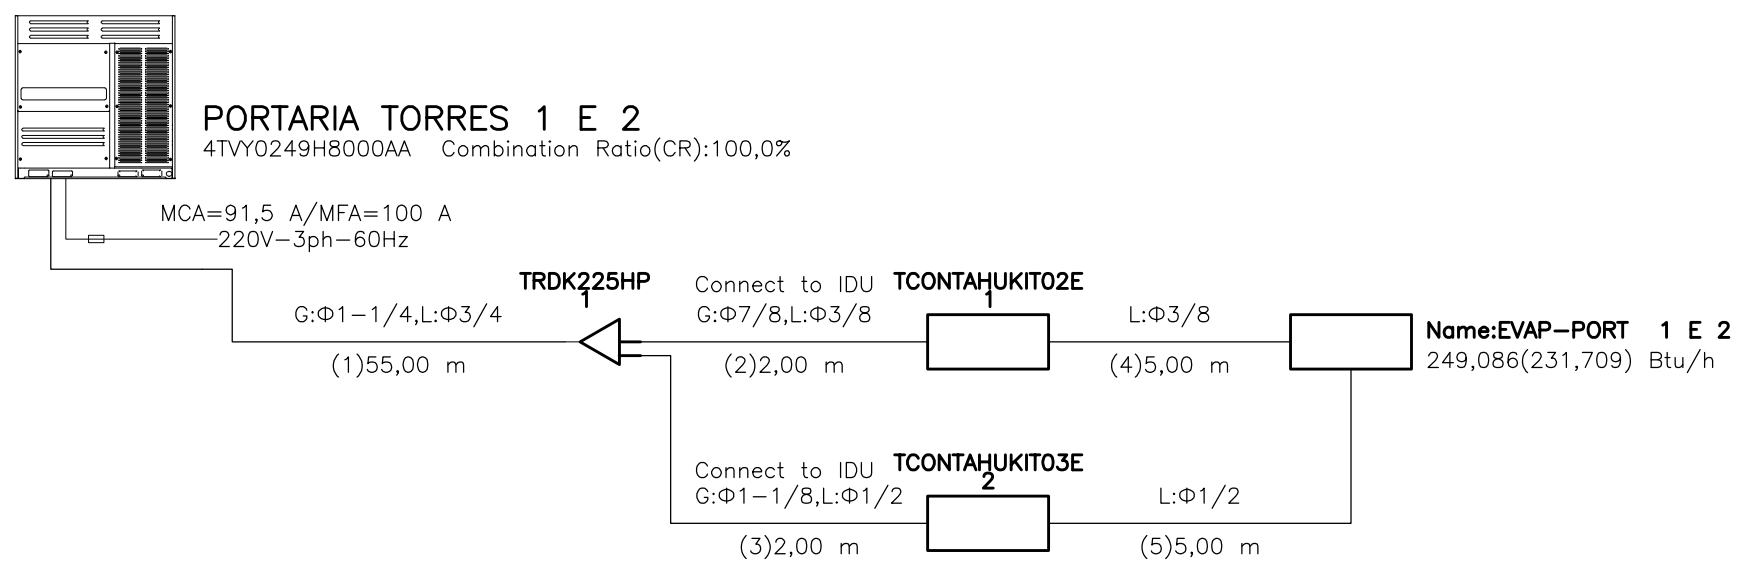 PORTARIA TORRES 1 E 2
4TVY0249H8000AA Combination Ratio(CR):100,0%
MCA=91,5 A/MFA=100 A
220V-3ph-60Hz
TRDK225HP
1
G:Φ1-1/4,L:Φ3/4
(1)55,00 m
Connect to IDU
G:Φ7/8,L:Φ3/8
(2)2,00 m
TCONTAHUKIT02E
1
L:Φ3/8
(4)5,00 m
Name:EVAP-PORT 1 E 2
249,086(231,709) Btu/h
Connect to IDU
G:Φ1-1/8,L:Φ1/2
(3)2,00 m
TCONTAHUKIT03E
2
L:Φ1/2
(5)5,00 m